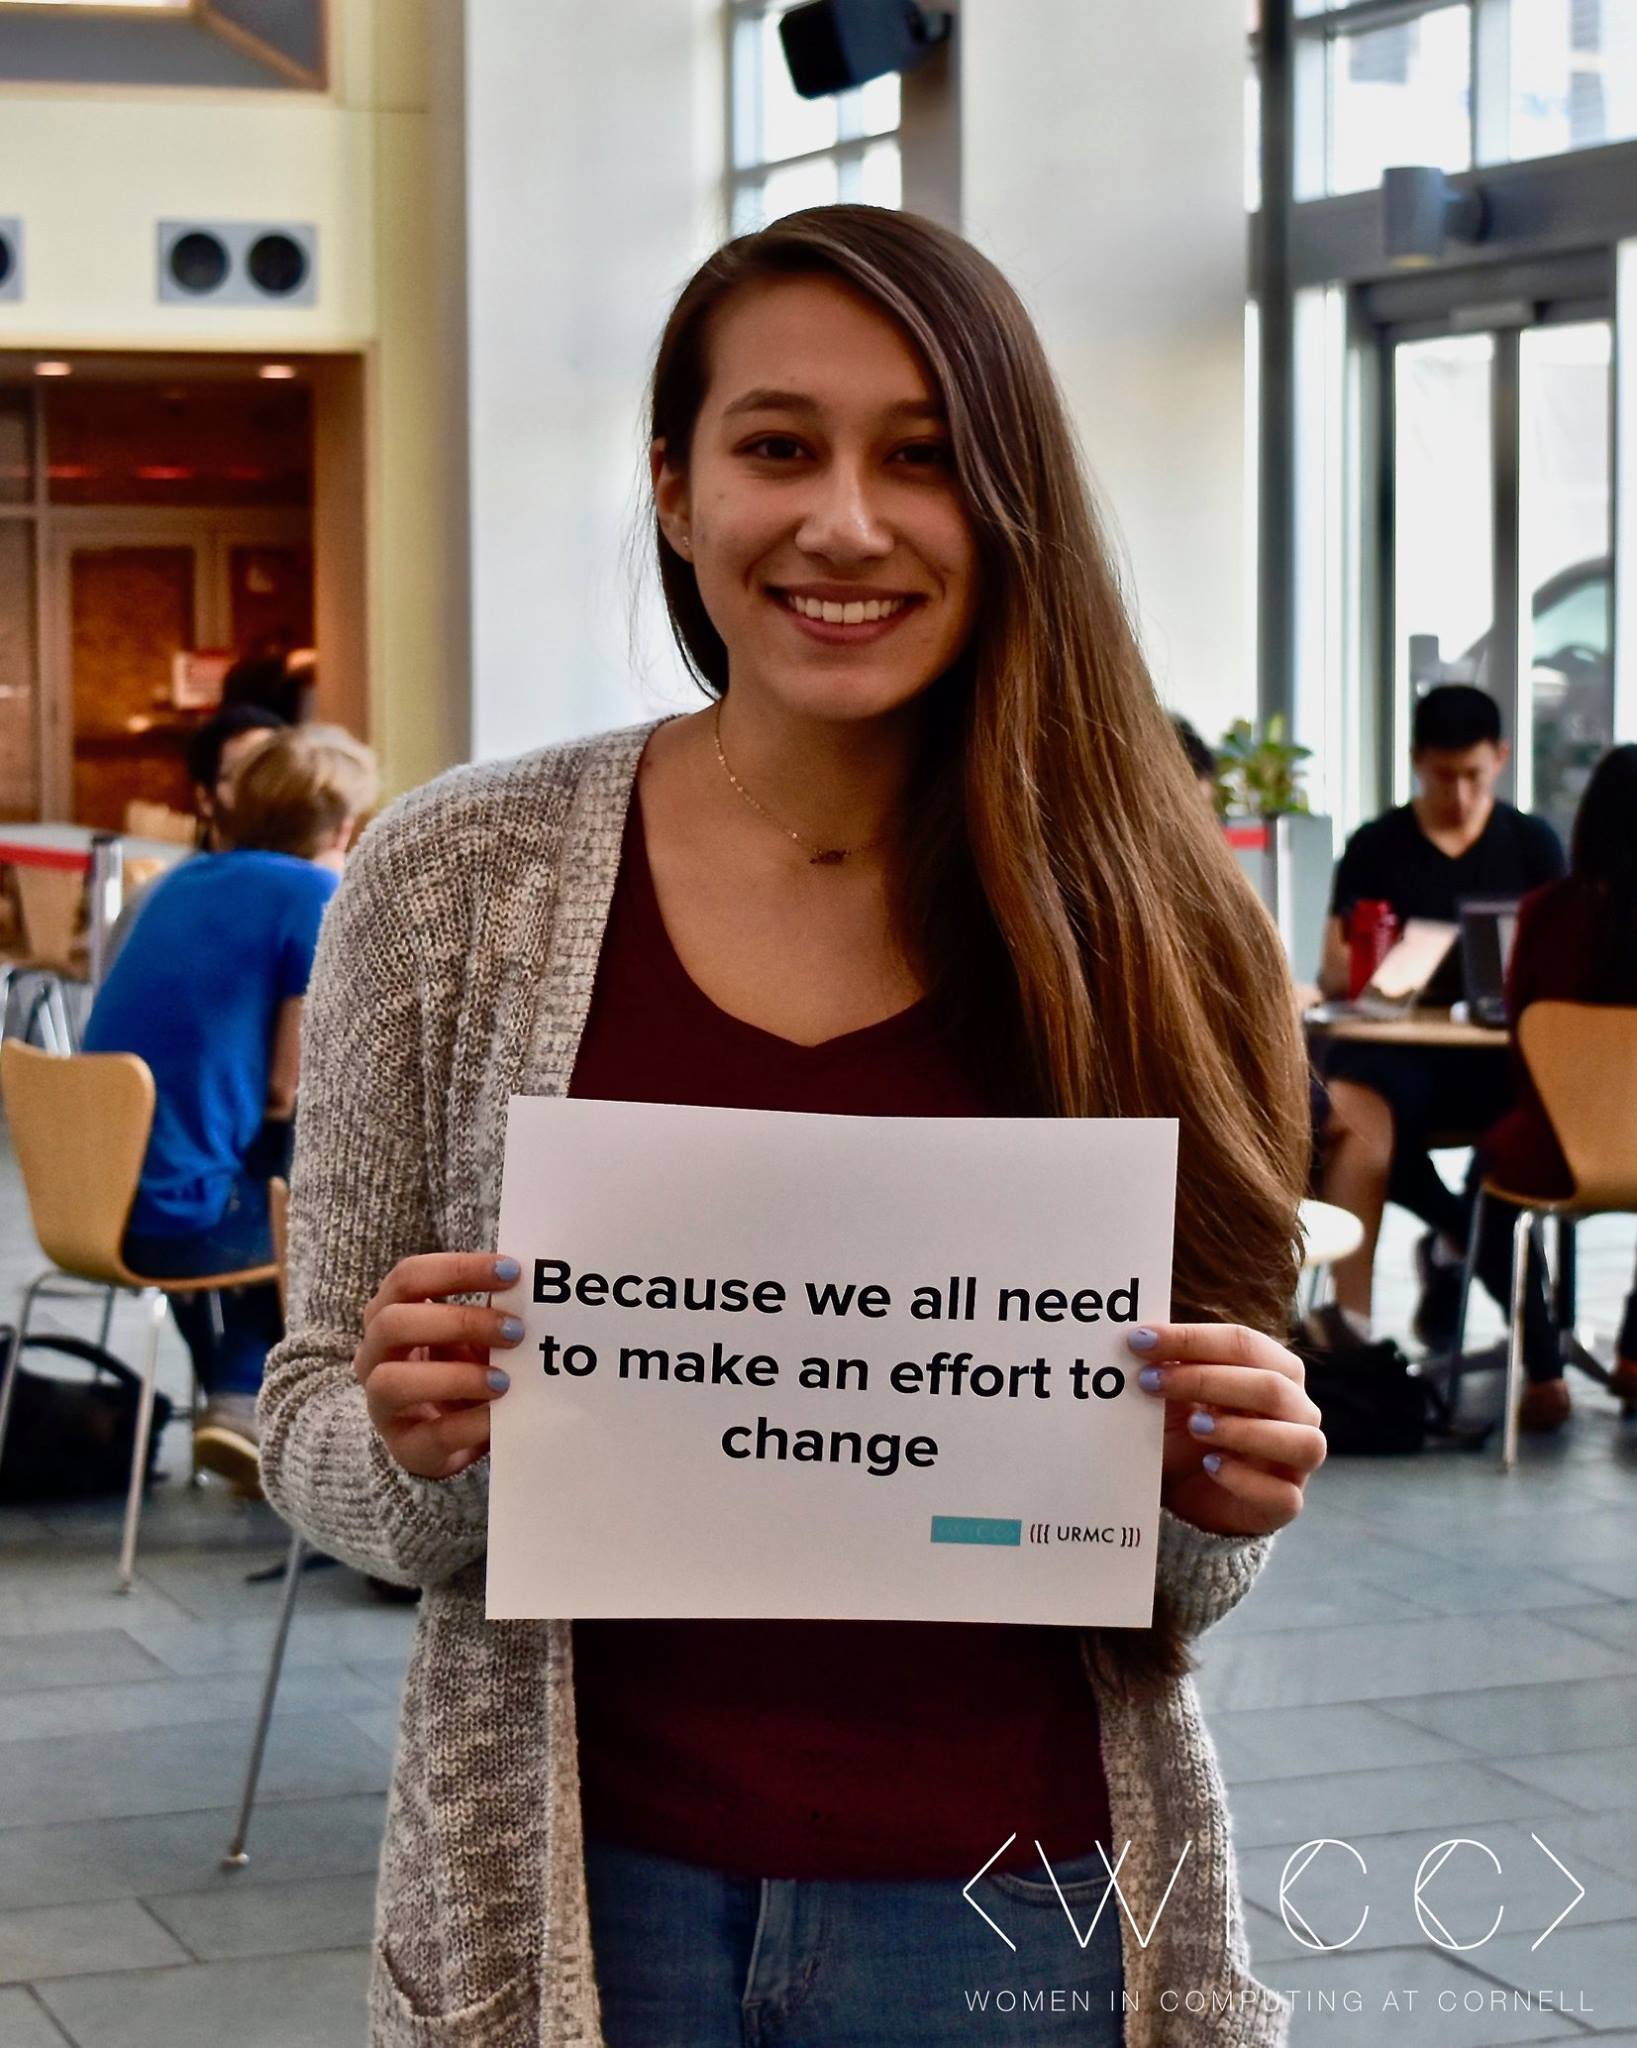 Because we all need
to make an effort to
change
([{ URMC }])
<WICC>
WOMEN IN COMPUTING AT CORNELL